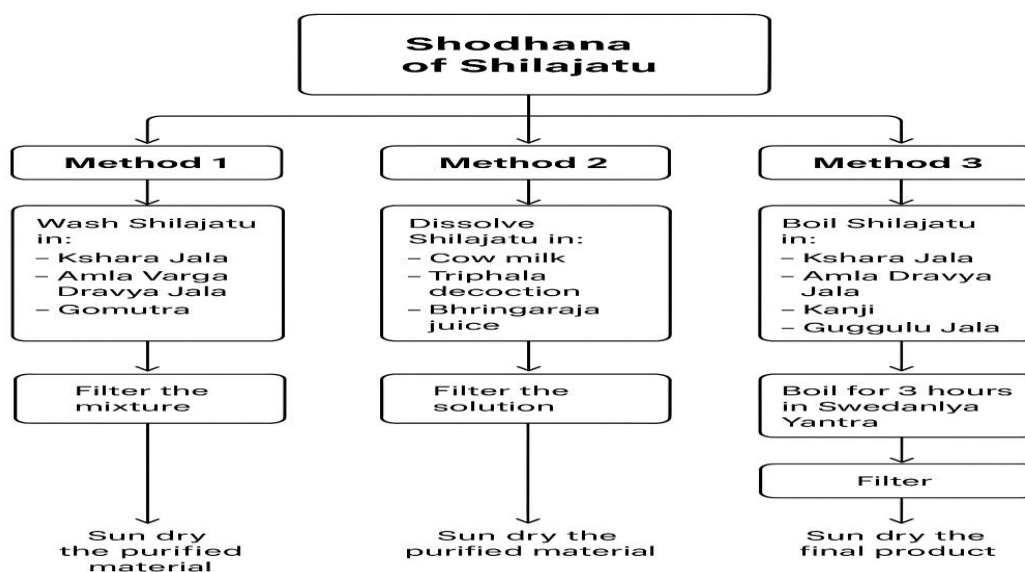 Shodhana
of Shilajatu
Method 1
Wash Shilajatu
in:
– Kshara Jala
– Amla Varga
Dravya Jala
– Gomutra
Filter the
mixture
Sun dry
the purified
material
Method 2
Dissolve
Shilajatu in:
– Cow milk
– Triphala
decoction
– Bhringaraja
juice
Filter the
solution
Sun dry the
purified material
Method 3
Boil Shilajatu
in:
– Kshara Jala
– Amla Dravya
Jala
– Kanji
– Guggulu Jala
Boil for 3 hours
in Swedanlya
Yantra
Filter
Sun dry the
final product